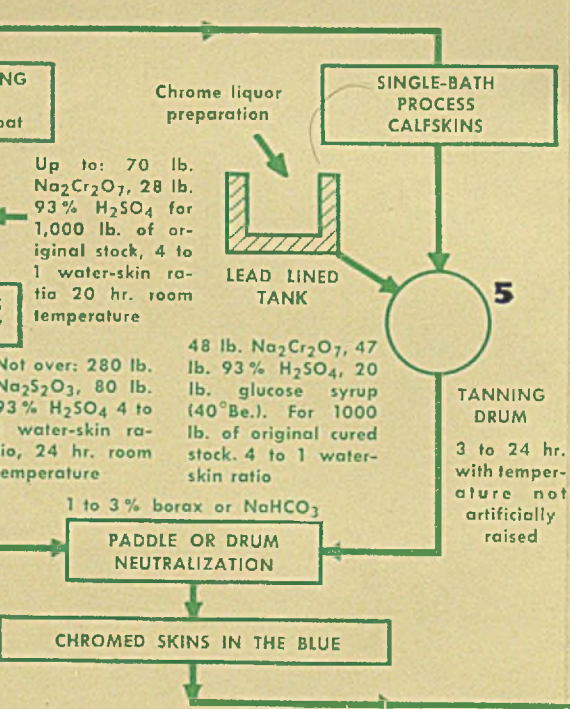 NG
oat
Chrome liquor
preparation
SINGLE-BATH
PROCESS
CALFSKINS
Up to: 70 lb.
Na₂Cr₂O₇, 28 lb.
93% H₂SO₄ for
1,000 lb. of or-
iginal stock, 4 to
1 water-skin ra-
tia 20 hr. room
temperature
LEAD LINED
TANK
5
Not over: 280 lb.
Na₂S₂O₃, 80 lb.
93% H₂SO₄ 4 to
water-skin ra-
io, 24 hr. room
emperature
48 lb. Na₂Cr₂O₇, 47
lb. 93% H₂SO₄, 20
lb. glucose syrup
(40°Be.). For 1000
lb. of original cured
stock. 4 to 1 water-
skin ratio
TANNING
DRUM
3 to 24 hr.
with temper-
ature not
artificially
raised
1 to 3% borax or NaHCO₃
PADDLE OR DRUM
NEUTRALIZATION
CHROMED SKINS IN THE BLUE